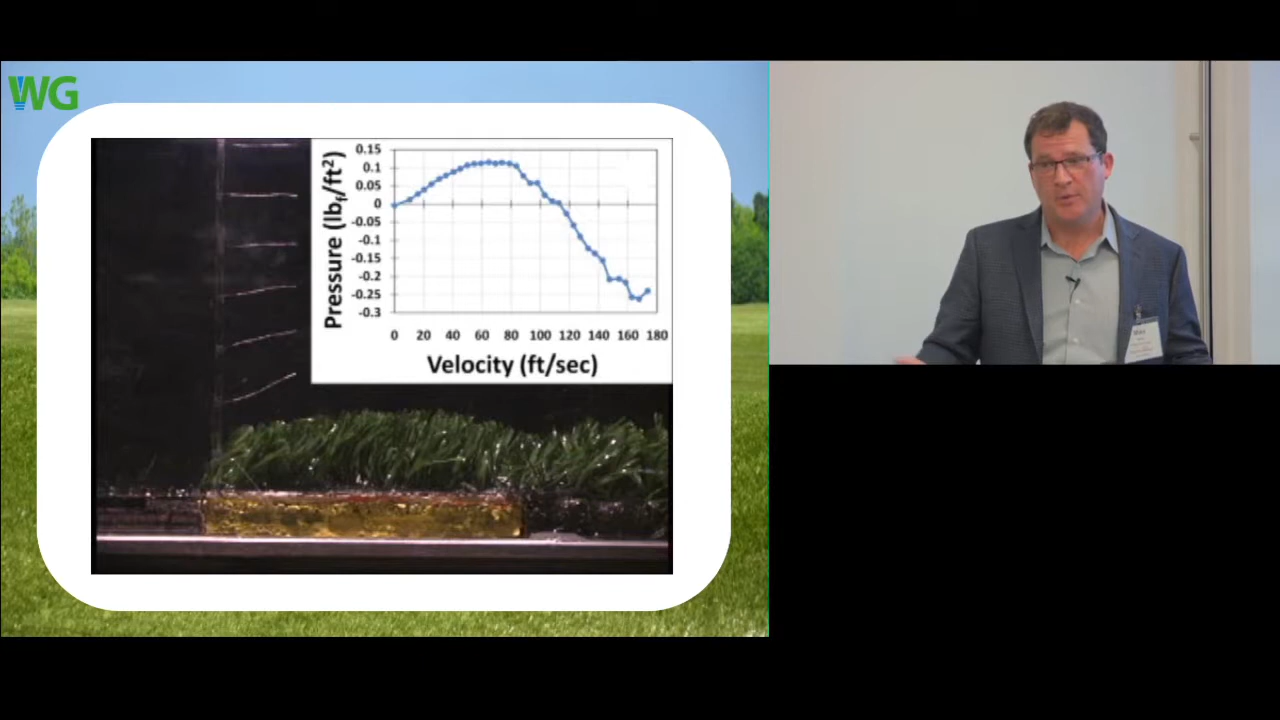 WG
0.15
0.1
0.05
0
-0.05
-0.1
-0.15
-0.2
-0.25
-0.3
Pressure (lbf/ft²)
0 20 40 60 80 100 120 140 160 180
Velocity (ft/sec)